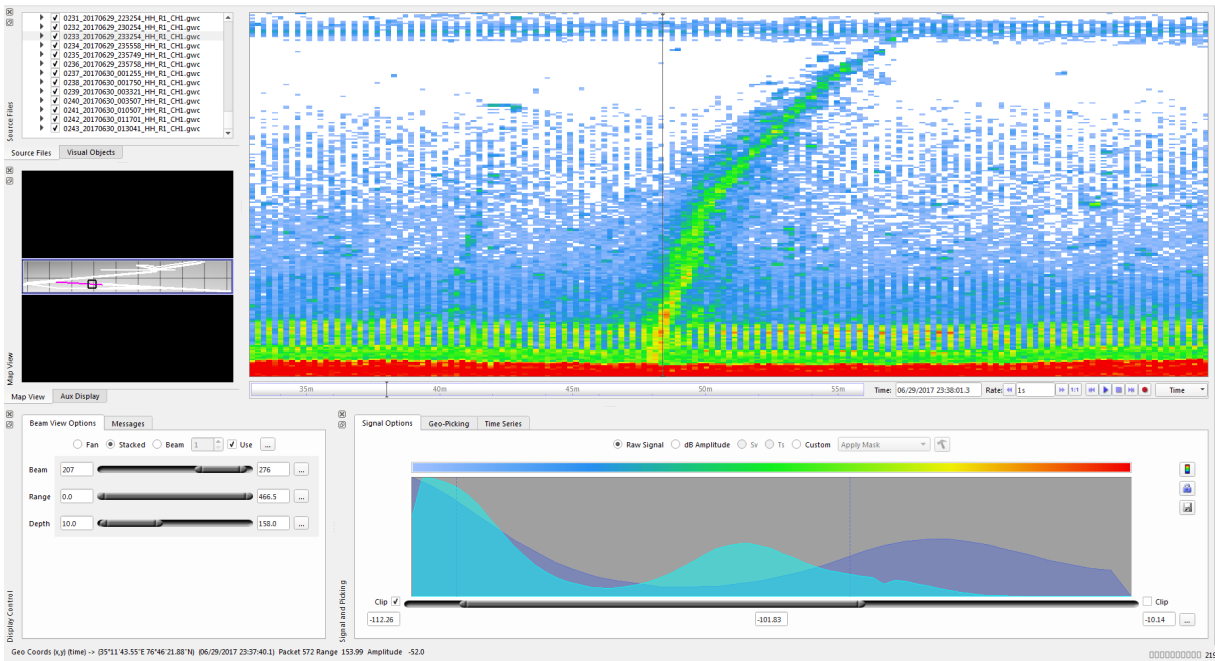 0231_20170629_223254_HH_R1_CH1.gwc
0232_20170629_230254_HH_R1_CH1.gwc
0233_20170629_233254_HH_R1_CH1.gwc
0234_20170629_235558_HH_R1_CH1.gwc
0235_20170629_235749_HH_R1_CH1.gwc
0236_20170629_235758_HH_R1_CH1.gwc
0237_20170630_001255_HH_R1_CH1.gwc
0238_20170630_001750_HH_R1_CH1.gwc
0239_20170630_003321_HH_R1_CH1.gwc
0240_20170630_003507_HH_R1_CH1.gwc
0241_20170630_010507_HH_R1_CH1.gwc
0242_20170630_011701_HH_R1_CH1.gwc
0243_20170630_013041_HH_R1_CH1.gwc
Source Files
Source Files Visual Objects
Map View
Map View Aux Display
35m 40m 45m 50m 55m
Time: 06/29/2017 23:38:01.3 Rate: 1s 1:1 Time
Beam View Options Messages
Fan Stacked Beam 1 Use ...
Beam 207 276 ...
Range 0.0 466.5 ...
Depth 10.0 158.0 ...
Display Control
Signal Options Geo-Picking Time Series
Raw Signal dB Amplitude Sv Ts Custom Apply Mask
Clip Clip
-112.26 -101.83 -10.14 ...
Signal and Picking
Geo Coords (x,y) (time) -> (35°11'43.55"E 76°46'21.88"N) (06/29/2017 23:37:40.1) Packet 572 Range 153.99 Amplitude -52.0
219